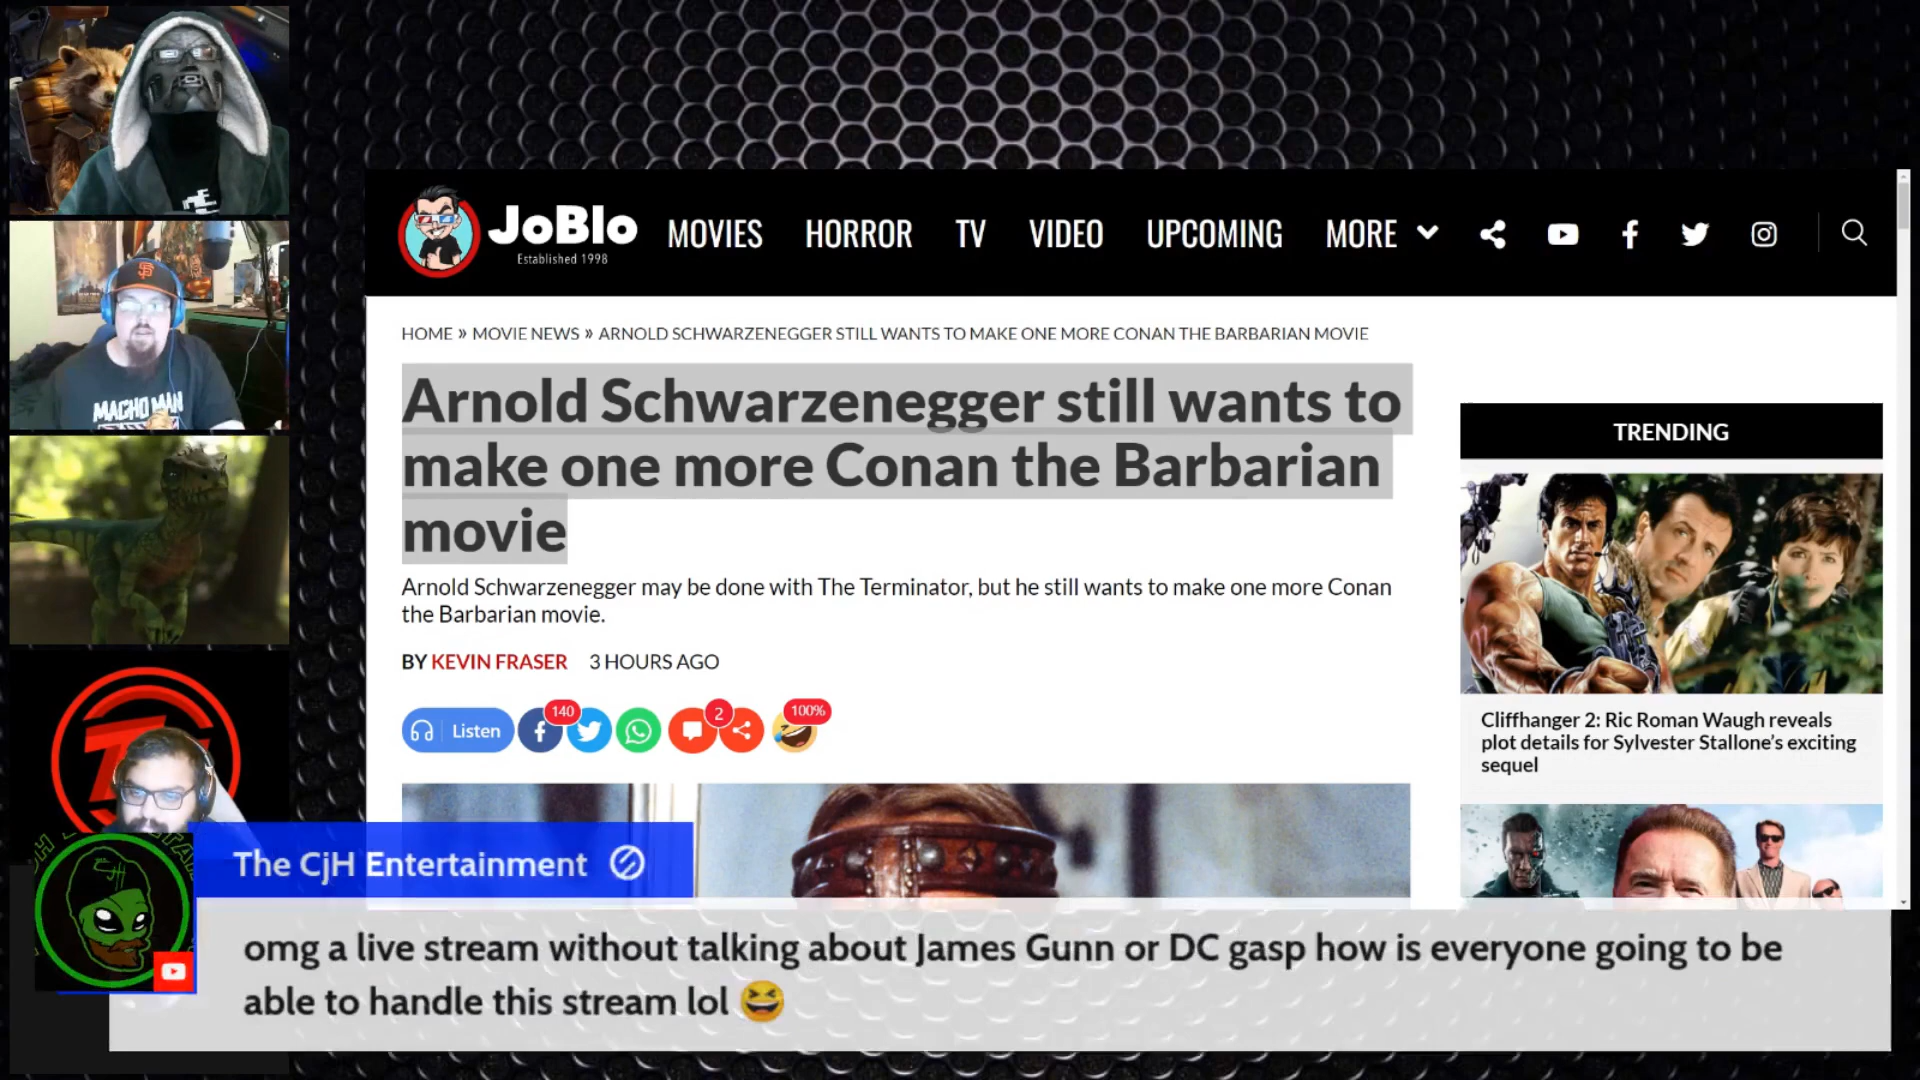 JoBlo
Established 1998
MOVIES HORROR TV VIDEO UPCOMING MORE
HOME » MOVIE NEWS » ARNOLD SCHWARZENEGGER STILL WANTS TO MAKE ONE MORE CONAN THE BARBARIAN MOVIE
Arnold Schwarzenegger still wants to
make one more Conan the Barbarian
movie
Arnold Schwarzenegger may be done with The Terminator, but he still wants to make one more Conan
the Barbarian movie.
BY KEVIN FRASER 3 HOURS AGO
Listen
140
2
100%
TRENDING
Cliffhanger 2: Ric Roman Waugh reveals
plot details for Sylvester Stallone's exciting
sequel
SF
MACHO MAN
The CjH Entertainment
omg a live stream without talking about James Gunn or DC gasp how is everyone going to be
able to handle this stream lol 😆